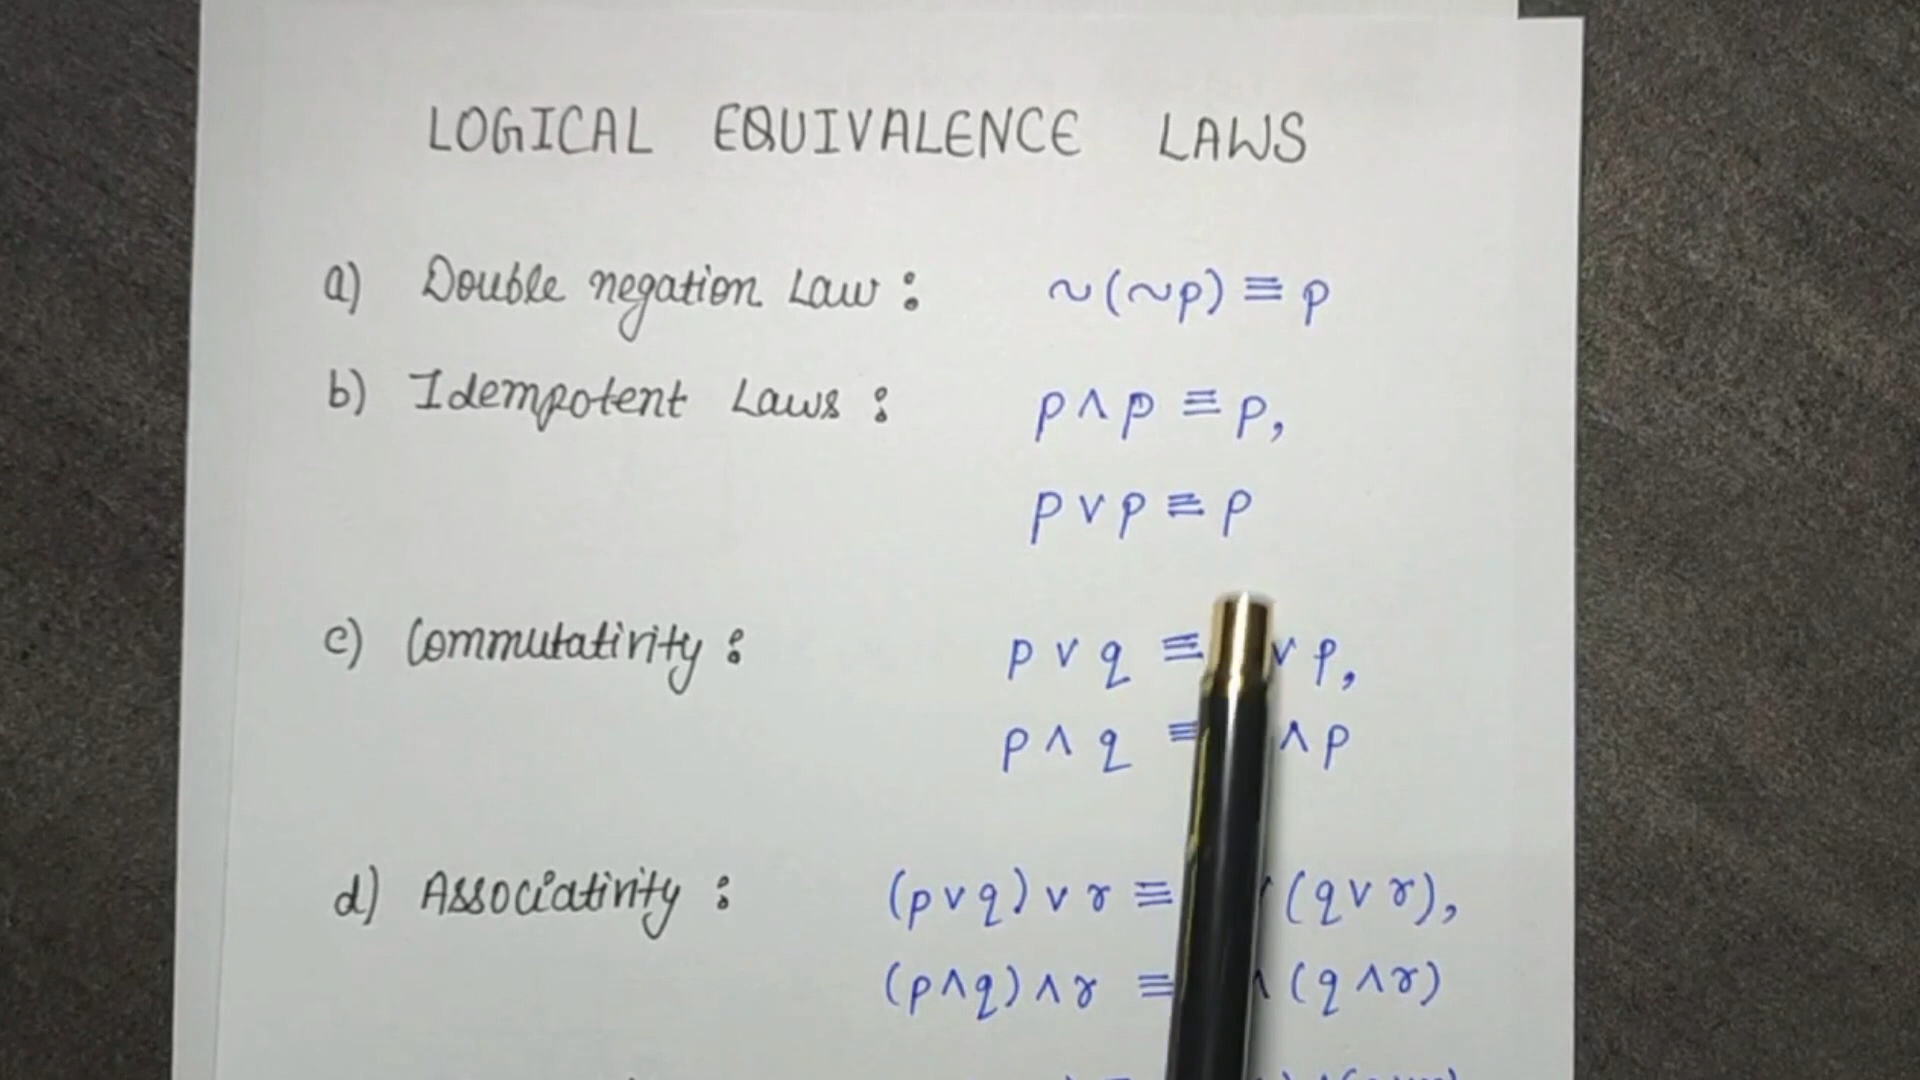 LOGICAL EQUIVALENCE LAWS
a) Double negation Law : ~(~p) ≡ p
b) Idempotent Laws : p ∧ p ≡ p,
p ∨ p ≡ p
c) Commutativity : p ∨ q ≡ ∨ p,
p ∧ q ≡ ∧ p
d) Associativity : (p ∨ q) ∨ r ≡ (q ∨ r),
(p ∧ q) ∧ r ≡ ∧ (q ∧ r)